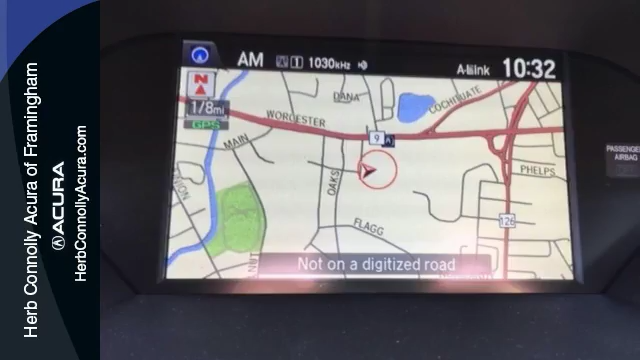 Herb Connolly Acura of Framingham
ACURA
HerbConnollyAcura.com
AM 1 1030kHz
10:32
N
1/8mi
GPS
DANA
COCHITUATE
WORCESTER
9 A
MAIN
PASSENGER
AIRBAG
PHELPS
OAKS
126
FLAGG
Not on a digitized road